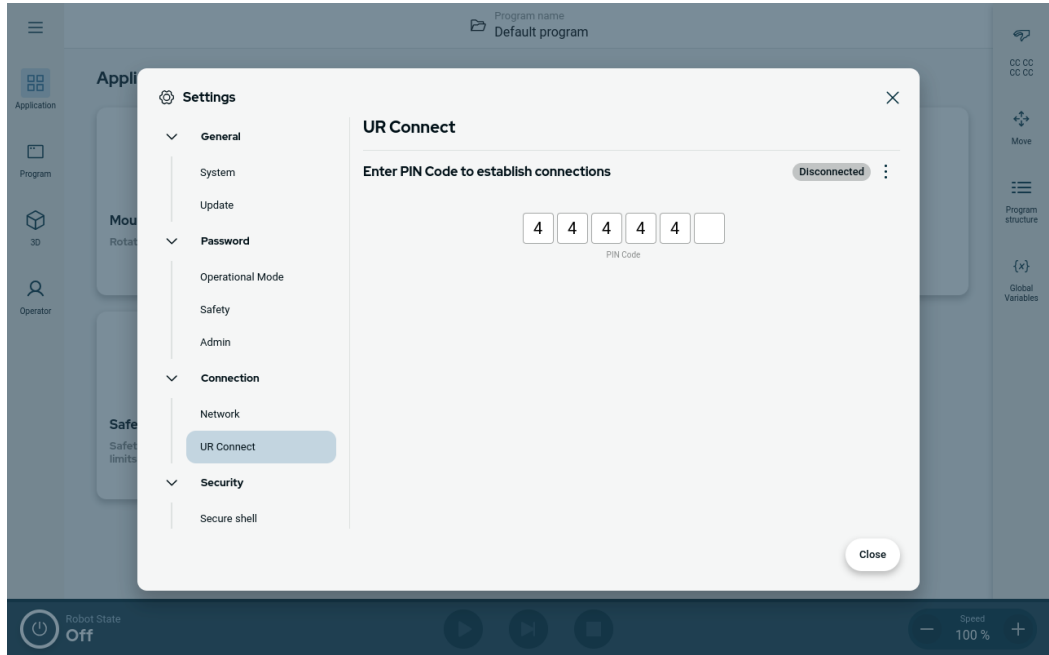 Program name
Default program
Application
Program
3D
Operator
Appli
Mou
Rotat
Safe
Safet
limits
Settings
General
System
Update
Password
Operational Mode
Safety
Admin
Connection
Network
UR Connect
Security
Secure shell
UR Connect
Enter PIN Code to establish connections
Disconnected
4 4 4 4 4
PIN Code
Close
CC CC
CC CC
Move
Program
structure
{x}
Global
Variables
Robot State
Off
Speed
100 %